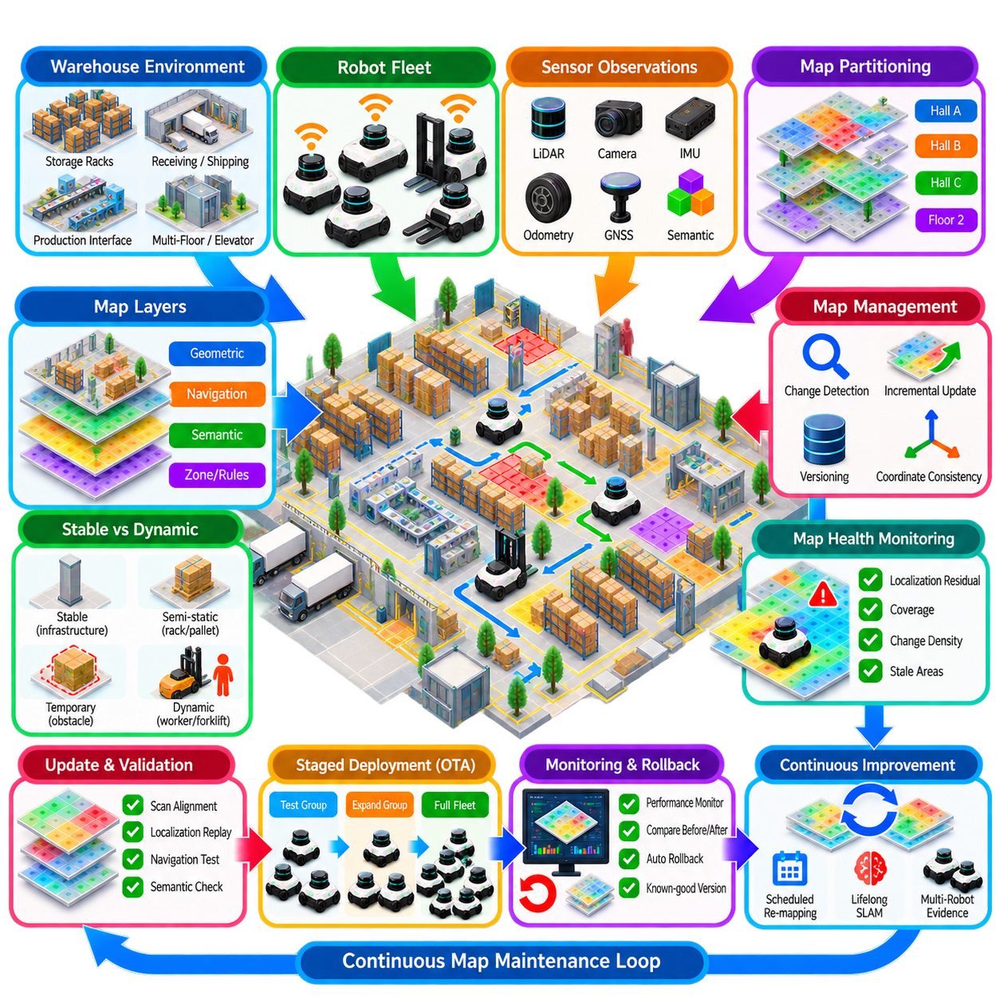 Warehouse Environment
Storage Racks
Receiving / Shipping
Production Interface
Multi-Floor / Elevator
Robot Fleet
Sensor Observations
LiDAR
Camera
IMU
Odometry
GNSS
Semantic
Map Partitioning
Hall A
Hall B
Hall C
Floor 2
Map Layers
Geometric
Navigation
Semantic
Zone/Rules
Map Management
Change Detection
Incremental Update
Versioning
Coordinate Consistency
Stable vs Dynamic
Stable
(infrastructure)
Semi-static
(rack/pallet)
Temporary
(obstacle)
Dynamic
(worker/forklift)
Map Health Monitoring
Localization Residual
Coverage
Change Density
Stale Areas
Update & Validation
Scan Alignment
Localization Replay
Navigation Test
Semantic Check
Staged Deployment (OTA)
Test Group
Expand Group
Full Fleet
Monitoring & Rollback
Performance Monitor
Compare Before/After
Auto Rollback
Known-good Version
Continuous Improvement
Scheduled
Re-mapping
Lifelong
SLAM
Multi-Robot
Evidence
Continuous Map Maintenance Loop